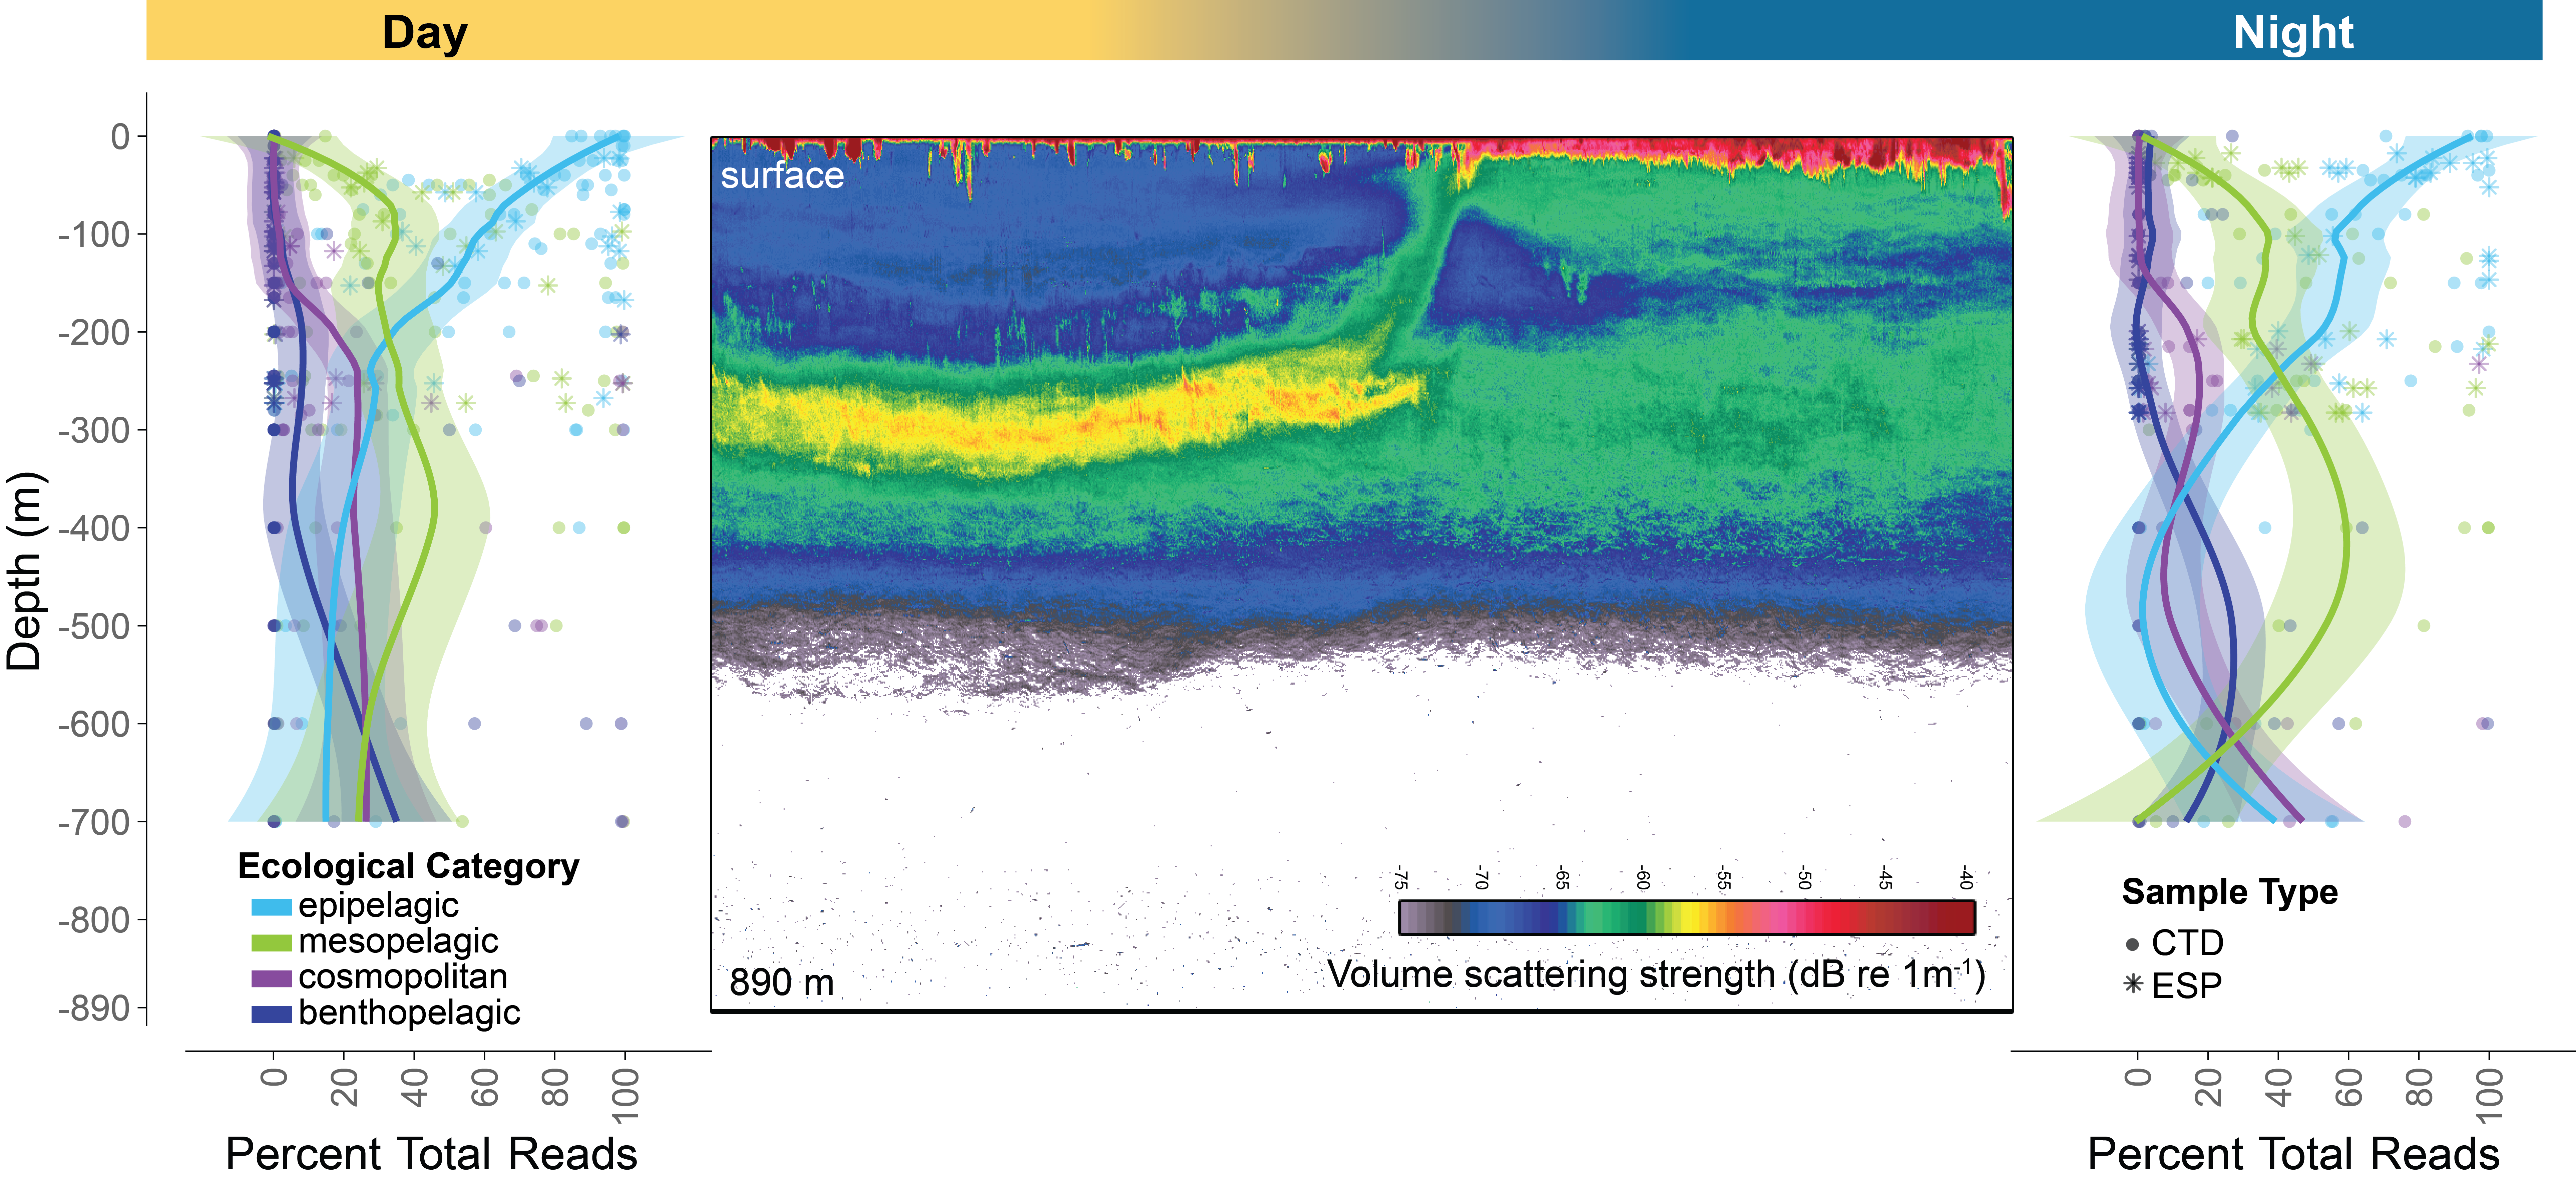 Day
Night
Depth (m)
0
-100
-200
-300
-400
-500
-600
-700
-800
-890
surface
890 m
-75
-70
-65
-60
-55
-50
-45
-40
Volume scattering strength (dB re 1m⁻¹)
Ecological Category
epipelagic
mesopelagic
cosmopolitan
benthopelagic
Sample Type
CTD
ESP
0
20
40
60
80
100
Percent Total Reads
0
20
40
60
80
100
Percent Total Reads